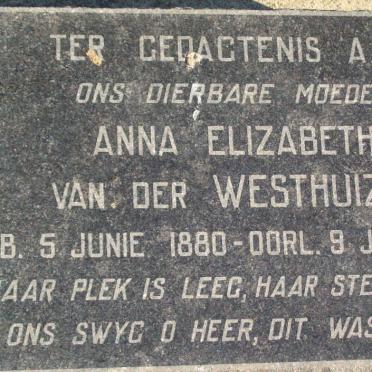 TER GEDAGTENIS A
ONS DIERBARE MOEDE
ANNA ELIZABETH
VAN DER WESTHUIZ
B. 5 JUNIE 1880-OORL. 9 J
HAAR PLEK IS LEEG, HAAR STE
ONS SWYG O HEER, DIT WAS